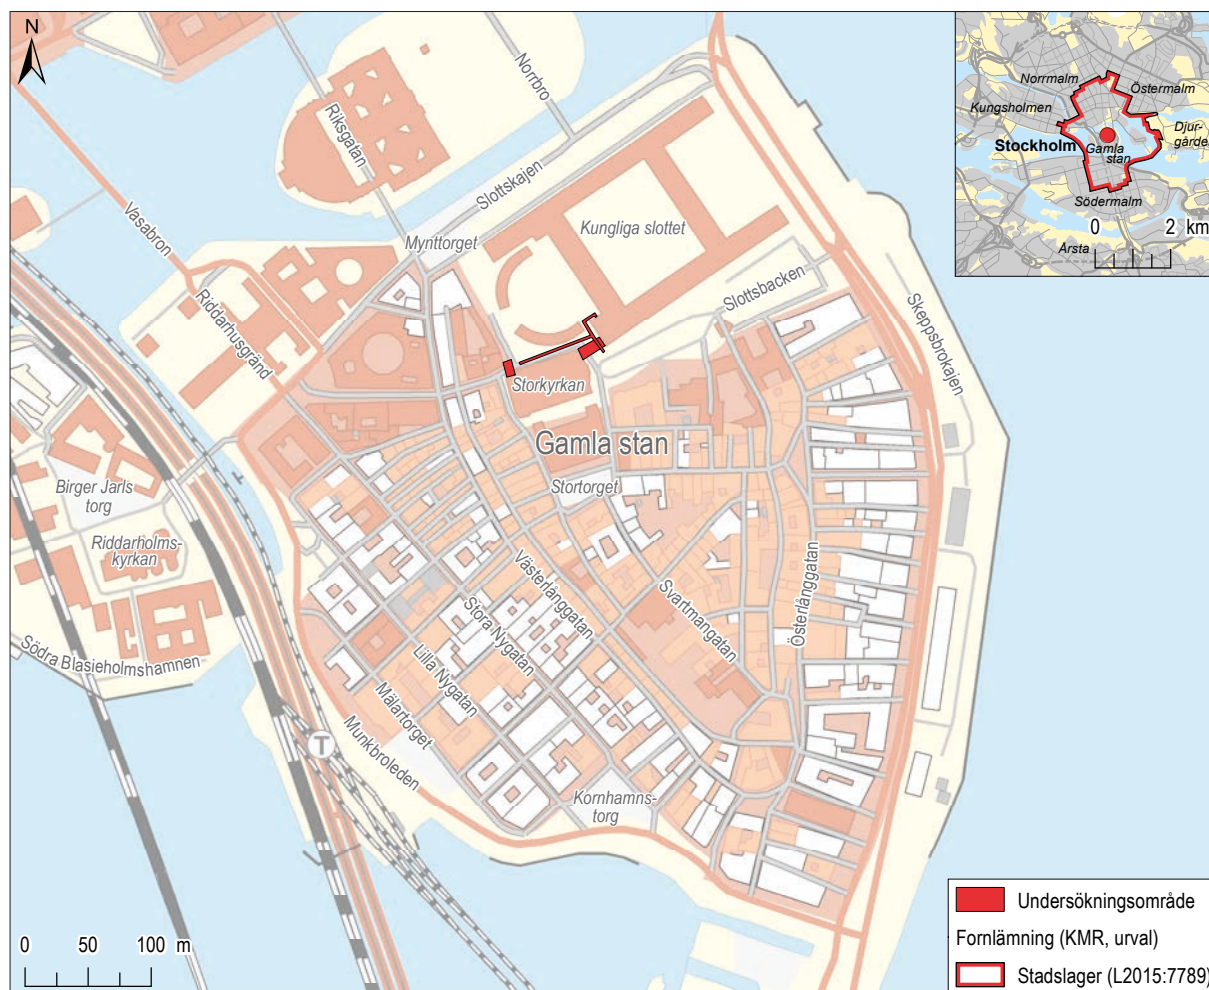 N
Norrbro
Riksgatan
Slottskajen
Vasabron
Mynttorget
Kungliga slottet
Slottsbacken
Riddarhusgränd
Skeppsbrokajen
Storkyrkan
Gamla stan
Stortorget
Birger Jarls
torg
Riddarholms-
kyrkan
Västerlånggatan
Svartmangatan
Österlånggatan
Stora Nygatan
Lilla Nygatan
Södra Blasieholmshamnen
Mälartorget
Munkbroleden
T
Kornhamns-
torg
0 50 100 m
Norrmalm
Östermalm
Kungsholmen
Djur-
gården
Stockholm
Gamla
stan
Södermalm
0 2 km
Årsta
Undersökningsområde
Fornlämning (KMR, urval)
Stadslager (L2015:7789)